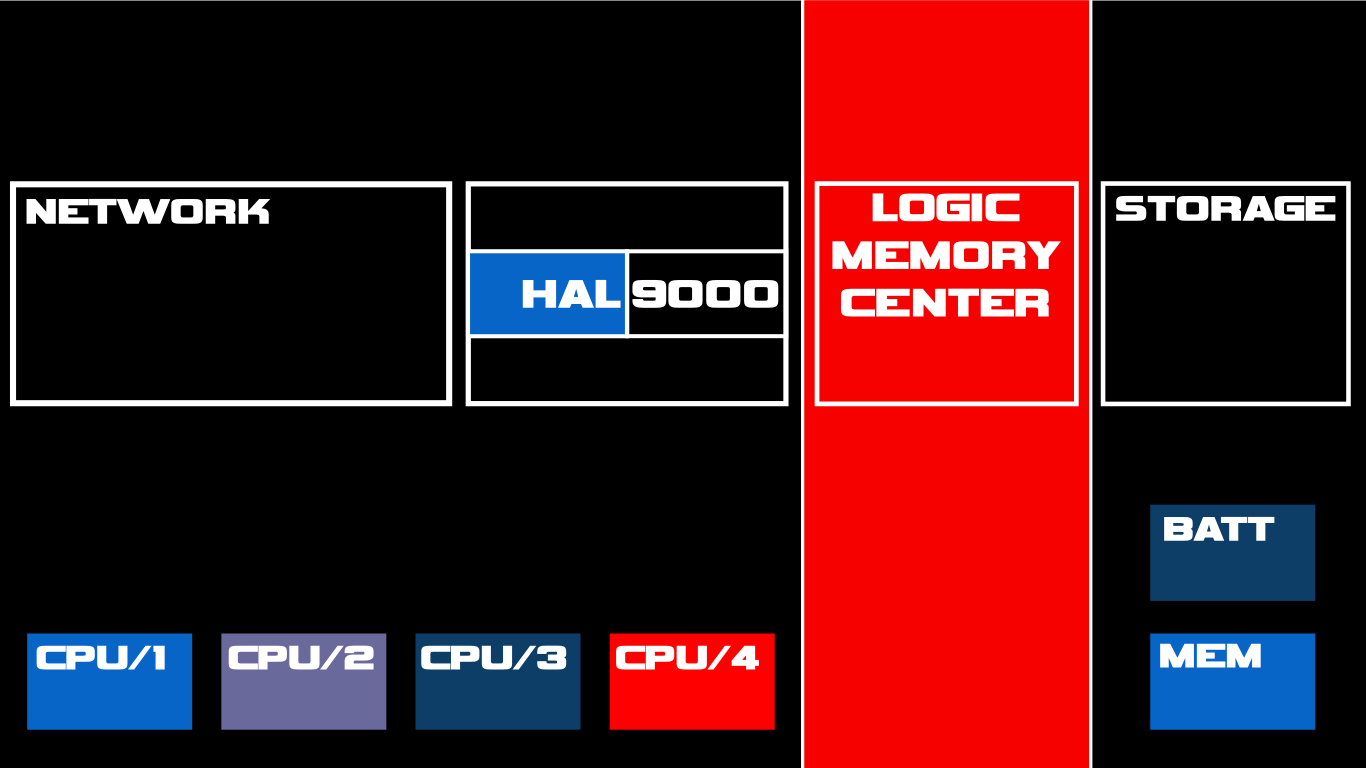 NETWORK
HAL 9000
LOGIC
MEMORY
CENTER
STORAGE
BATT
CPU/1
CPU/2
CPU/3
CPU/4
MEM